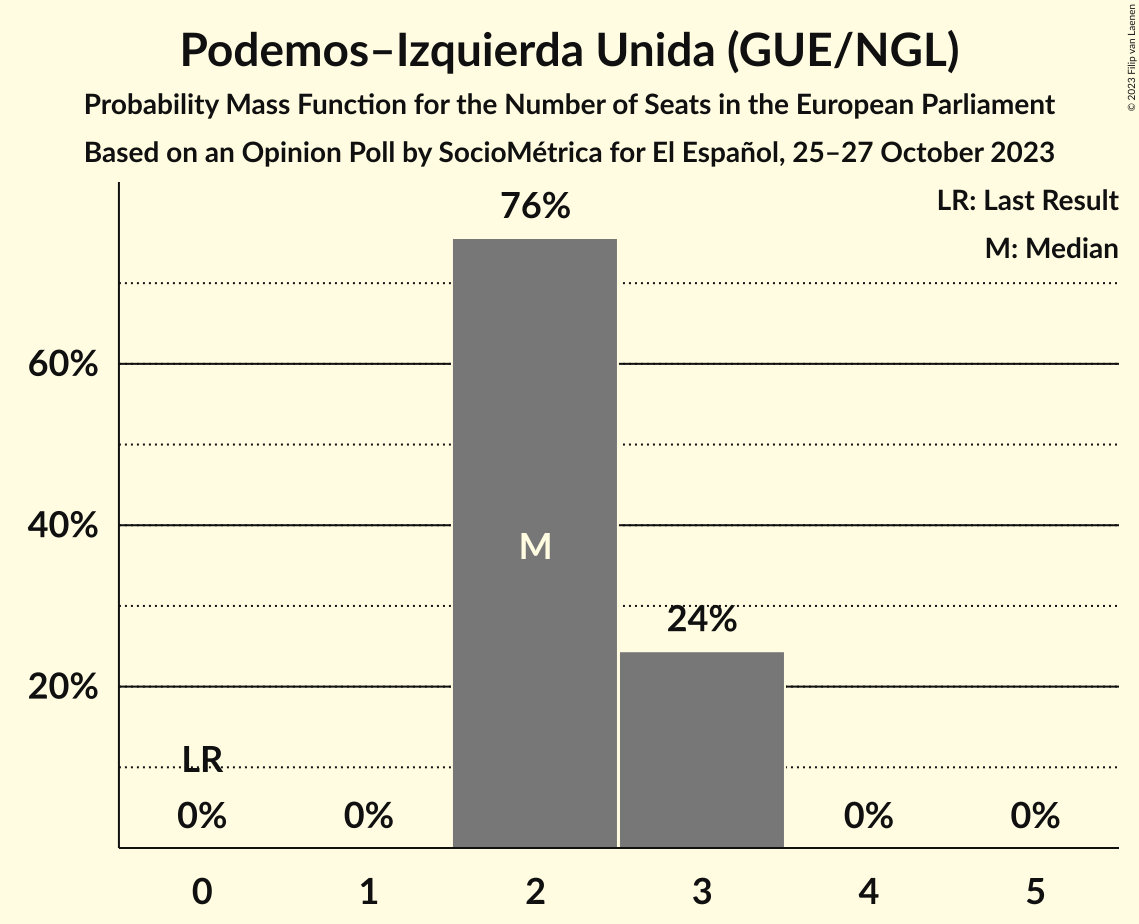 Podemos–Izquierda Unida (GUE/NGL)
Probability Mass Function for the Number of Seats in the European Parliament
Based on an Opinion Poll by SocioMétrica for El Español, 25–27 October 2023
© 2023 Filip van Laenen
LR: Last Result
M: Median
76%
60%
40%
M
24%
20%
LR
0% 0% 0% 0%
0 1 2 3 4 5